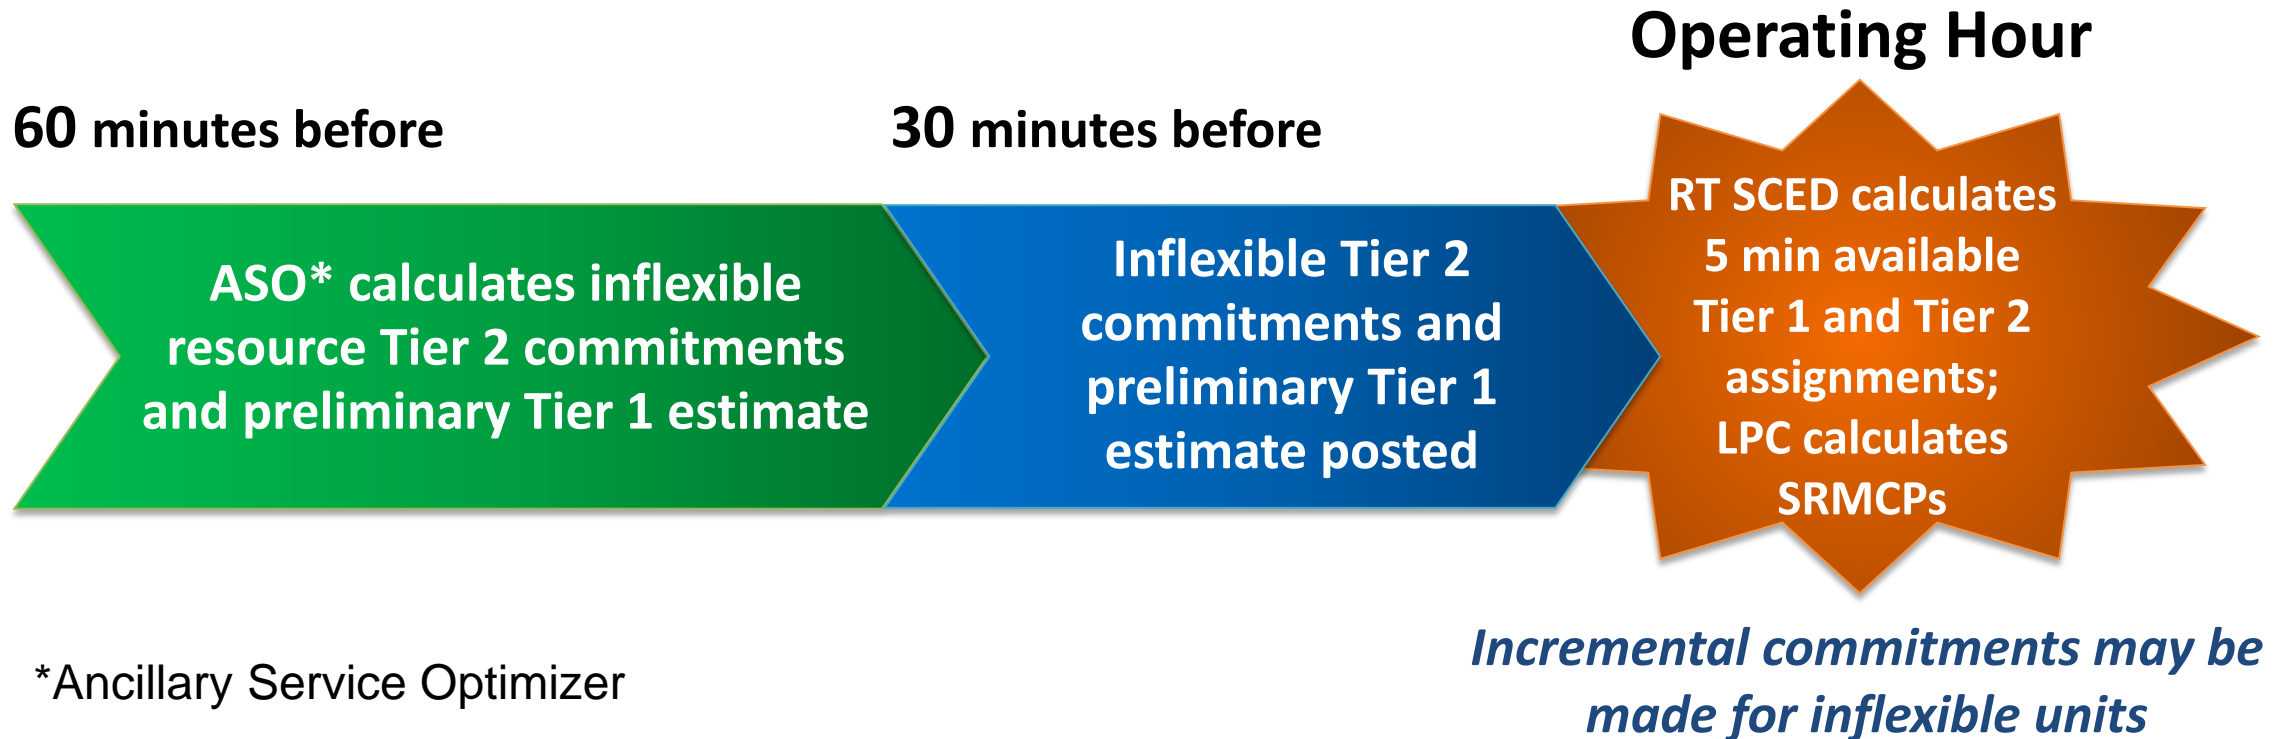 Operating Hour
60 minutes before
30 minutes before
ASO* calculates inflexible
resource Tier 2 commitments
and preliminary Tier 1 estimate
Inflexible Tier 2
commitments and
preliminary Tier 1
estimate posted
RT SCED calculates
5 min available
Tier 1 and Tier 2
assignments;
LPC calculates
SRMCPs
*Ancillary Service Optimizer
Incremental commitments may be
made for inflexible units